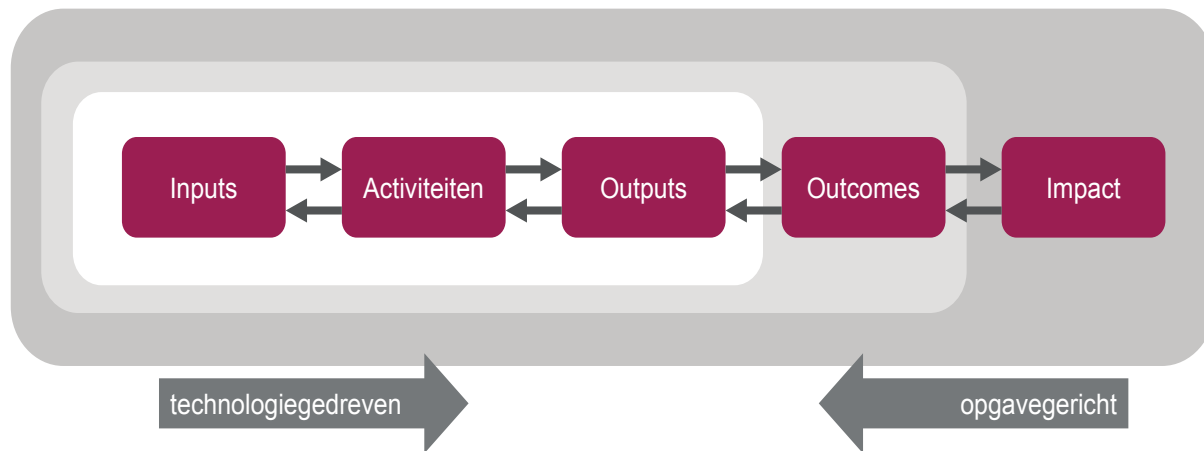 Inputs
Activiteiten
Outputs
Outcomes
Impact
technologiegedreven
opgavegericht